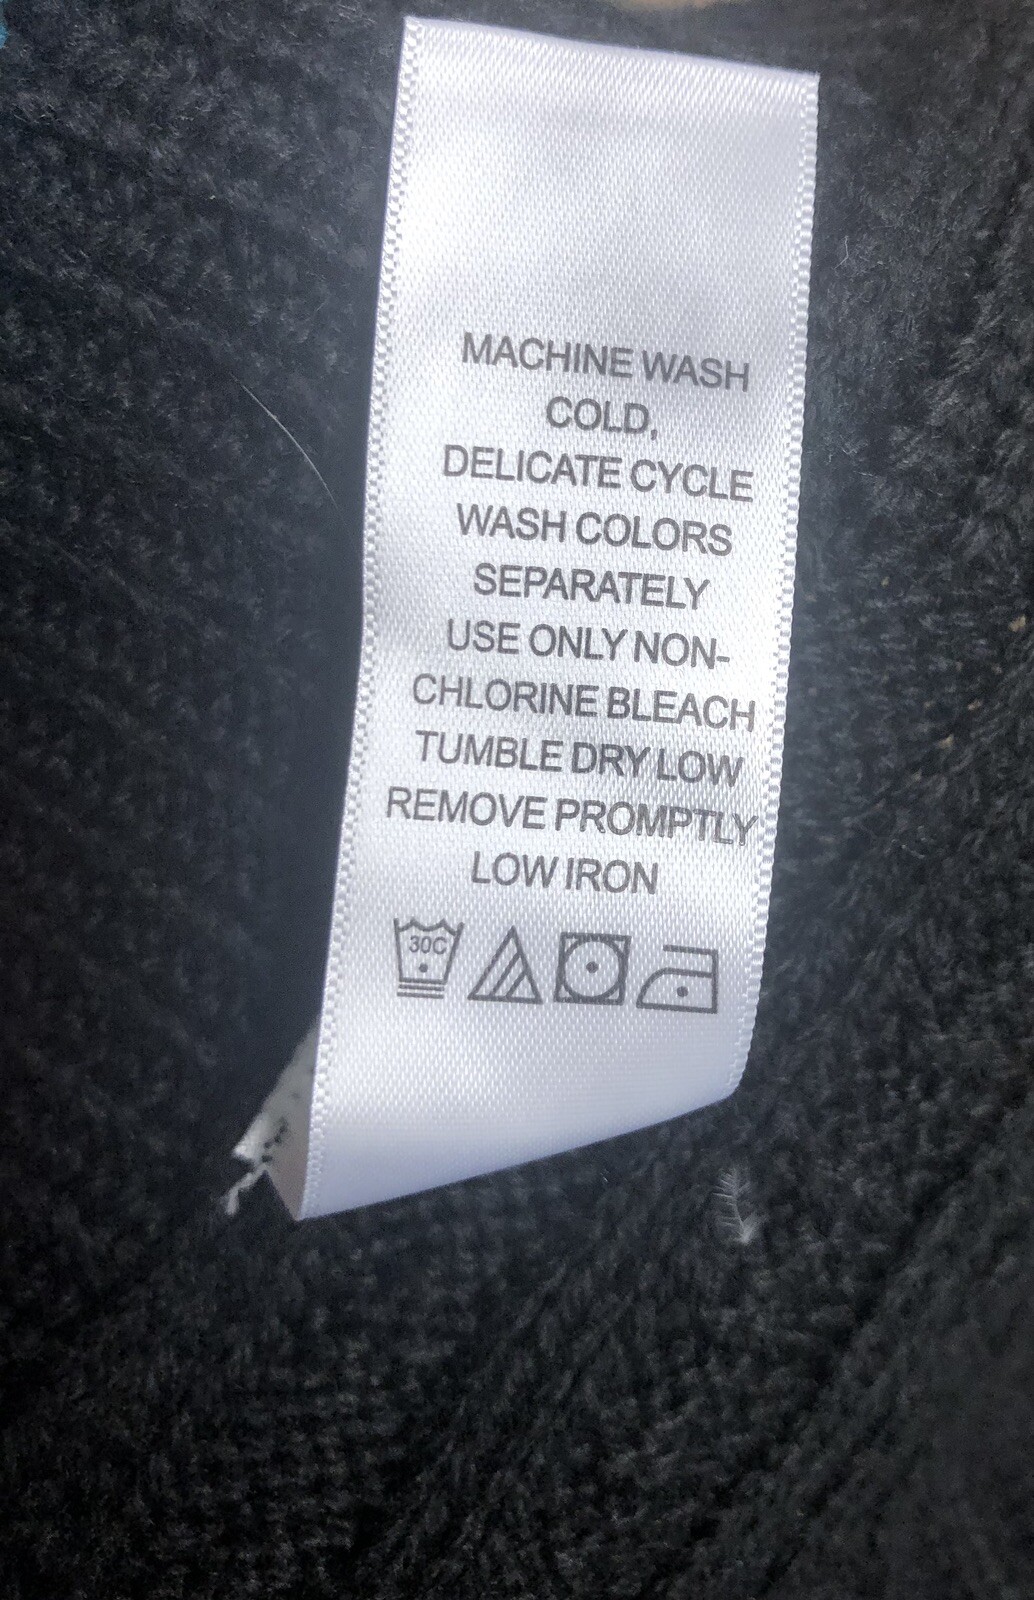 MACHINE WASH
COLD,
DELICATE CYCLE
WASH COLORS
SEPARATELY
USE ONLY NON-
CHLORINE BLEACH
TUMBLE DRY LOW
REMOVE PROMPTLY
LOW IRON
30C